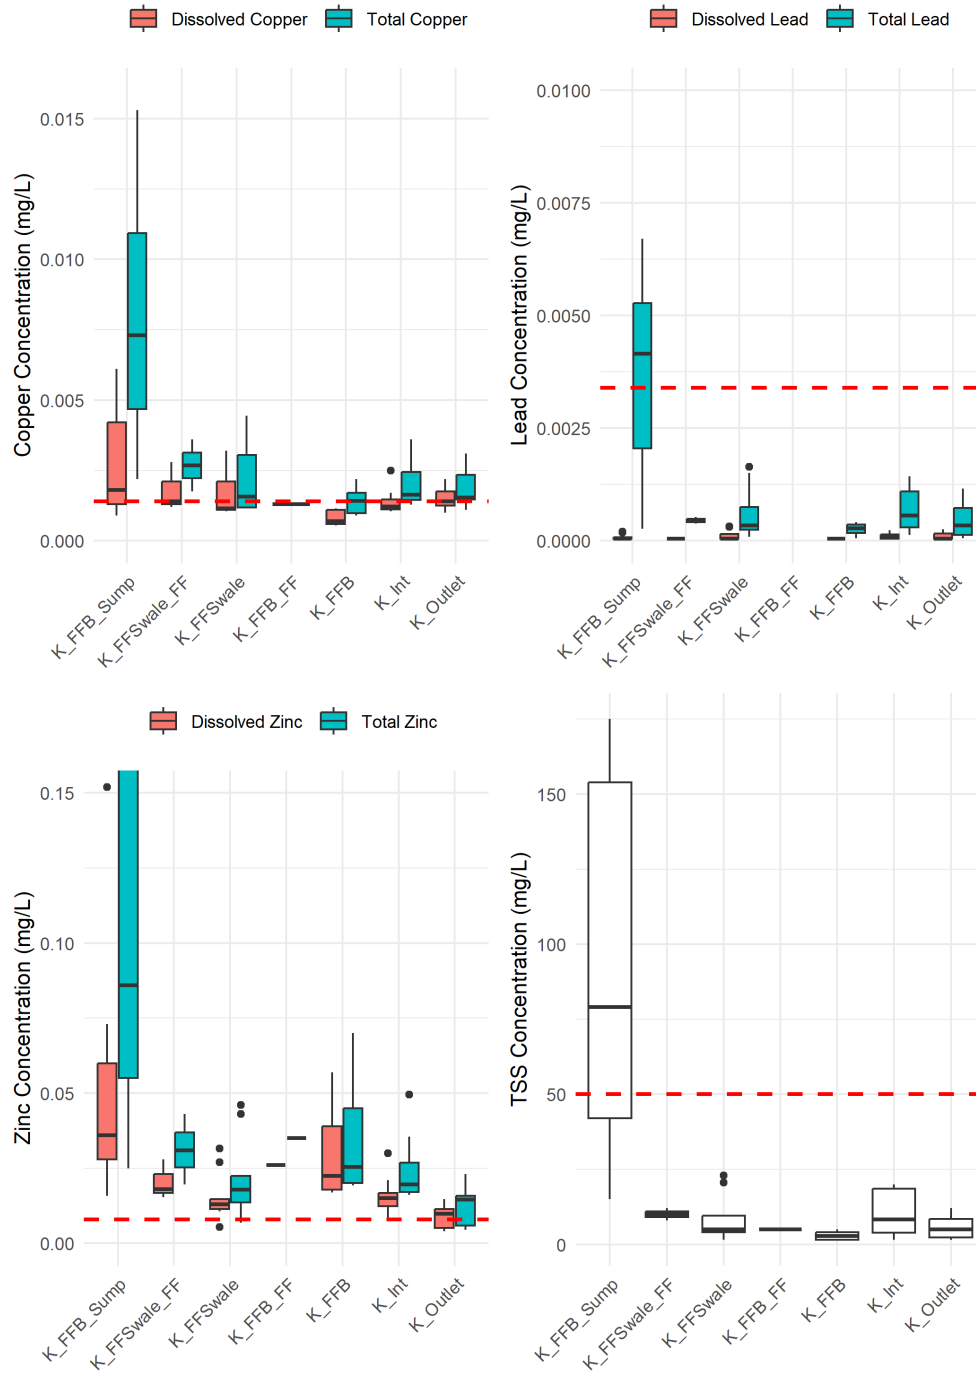 Dissolved Copper Total Copper
Copper Concentration (mg/L)
0.015
0.010
0.005
0.000
K_FFB_Sump
K_FFSwale_FF
K_FFSwale
K_FFB_FF
K_FFB
K_Int
K_Outlet
Dissolved Lead Total Lead
Lead Concentration (mg/L)
0.0100
0.0075
0.0050
0.0025
0.0000
K_FFB_Sump
K_FFSwale_FF
K_FFSwale
K_FFB_FF
K_FFB
K_Int
K_Outlet
Dissolved Zinc Total Zinc
Zinc Concentration (mg/L)
0.15
0.10
0.05
0.00
K_FFB_Sump
K_FFSwale_FF
K_FFSwale
K_FFB_FF
K_FFB
K_Int
K_Outlet
TSS Concentration (mg/L)
150
100
50
0
K_FFB_Sump
K_FFSwale_FF
K_FFSwale
K_FFB_FF
K_FFB
K_Int
K_Outlet